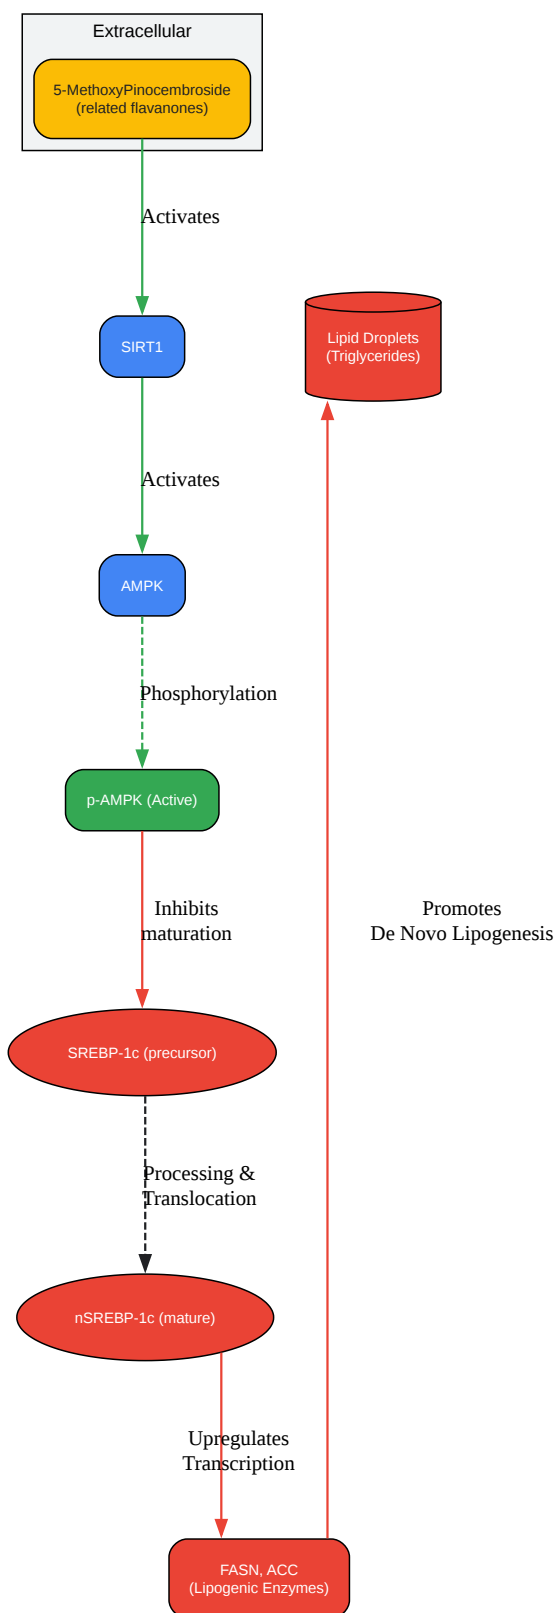 Extracellular
5-MethoxyPinocembroside
(related flavanones)
Activates
SIRT1
Lipid Droplets
(Triglycerides)
Activates
AMPK
Phosphorylation
p-AMPK (Active)
Inhibits
maturation
Promotes
De Novo Lipogenesis
SREBP-1c (precursor)
Processing &
Translocation
nSREBP-1c (mature)
Upregulates
Transcription
FASN, ACC
(Lipogenic Enzymes)